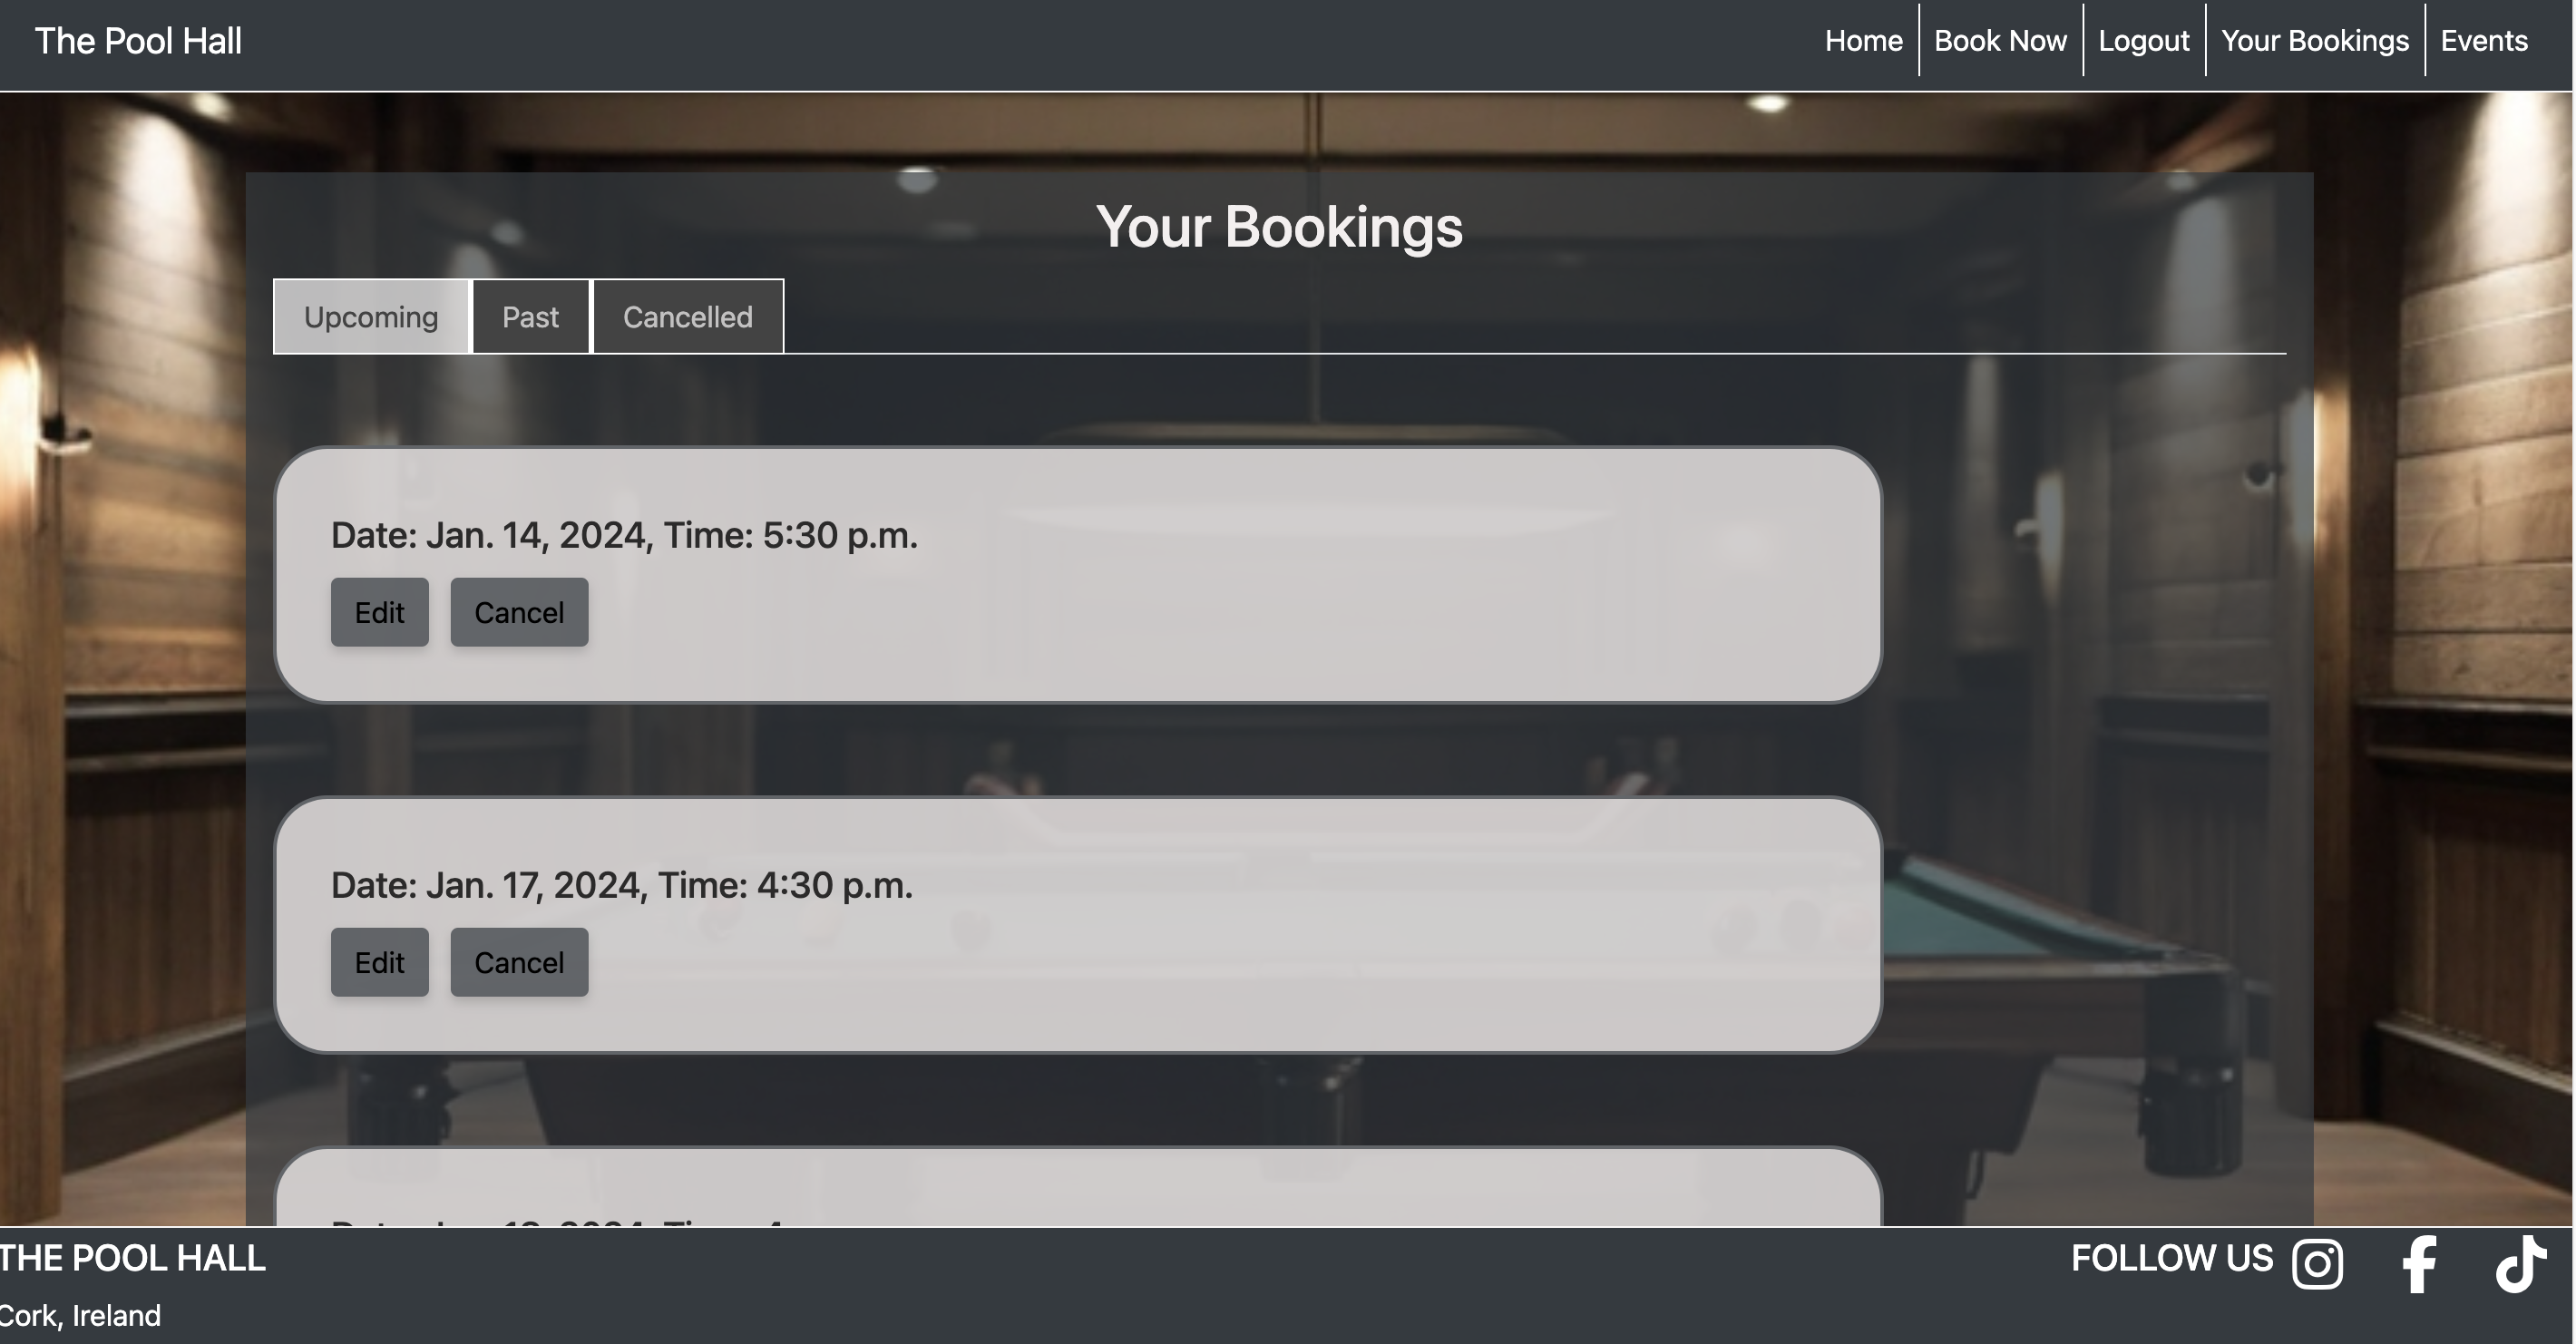 The Pool Hall
Home Book Now Logout Your Bookings Events
Your Bookings
Upcoming Past Cancelled
Date: Jan. 14, 2024, Time: 5:30 p.m.
Edit Cancel
Date: Jan. 17, 2024, Time: 4:30 p.m.
Edit Cancel
THE POOL HALL
FOLLOW US
Cork, Ireland